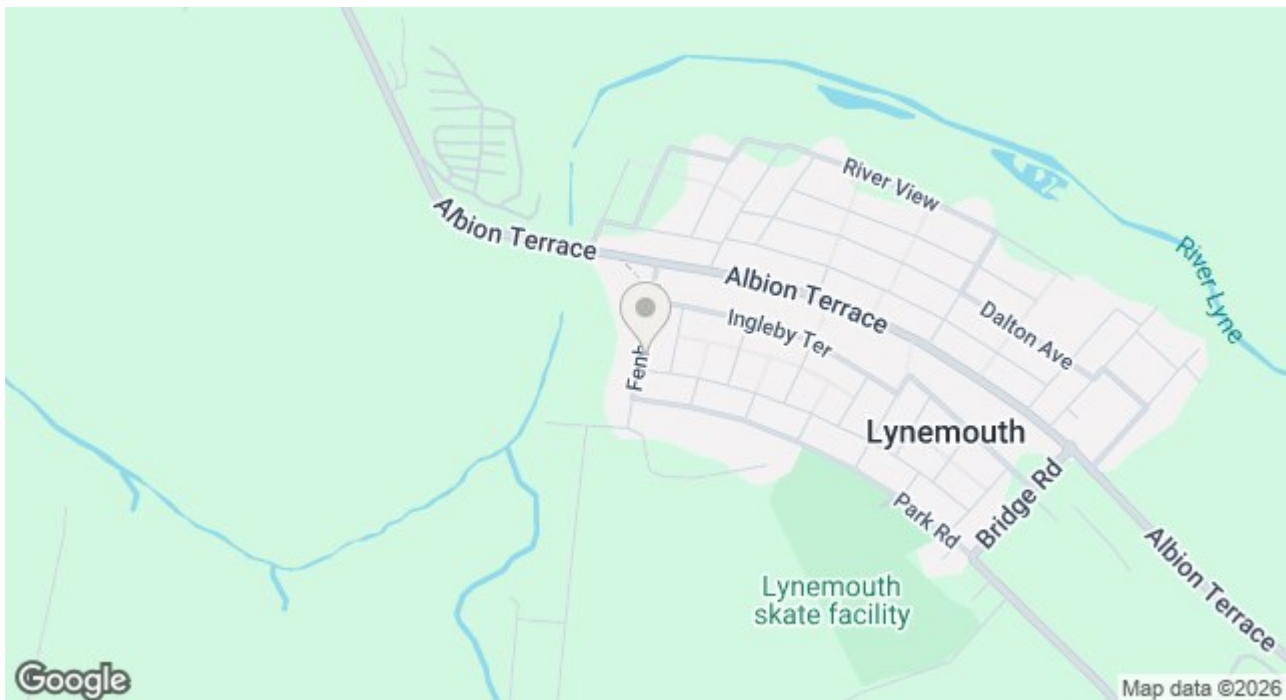 River View
Albion Terrace
River Lyne
Albion Terrace
Dalton Ave
Ingleby Ter
Lynemouth
Bridge Rd
Park Rd
Albion Terrace
Lynemouth
skate facility
Google
Map data ©2026